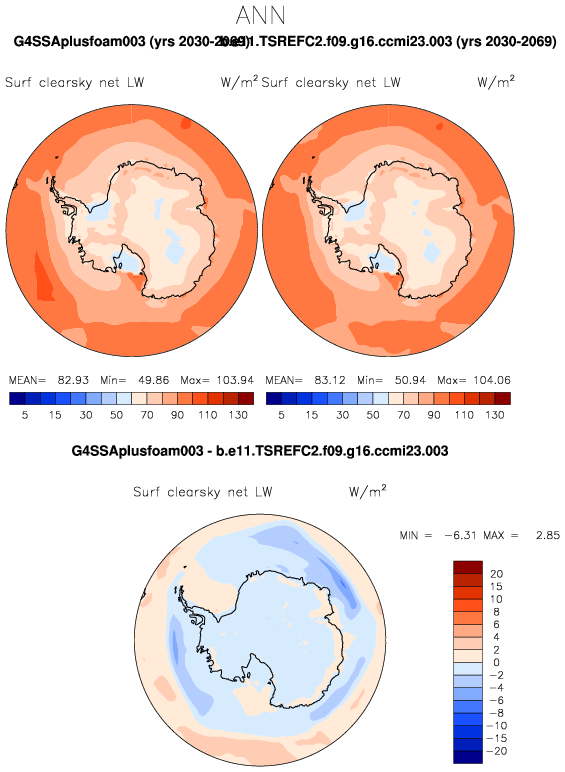 ANN
G4SSAplusfoam003 (yrs 2030-2069) b.e11.TSREFC2.f09.g16.ccmi23.003 (yrs 2030-2069)
Surf clearsky net LW W/m² Surf clearsky net LW W/m²
MEAN= 82.93 Min= 49.86 Max= 103.94 MEAN= 83.12 Min= 50.94 Max= 104.06
5 15 30 50 70 90 110 130 5 15 30 50 70 90 110 130
G4SSAplusfoam003 - b.e11.TSREFC2.f09.g16.ccmi23.003
Surf clearsky net LW W/m²
MIN = -6.31 MAX = 2.85
20
15
10
8
6
4
2
0
-2
-4
-6
-8
-10
-15
-20